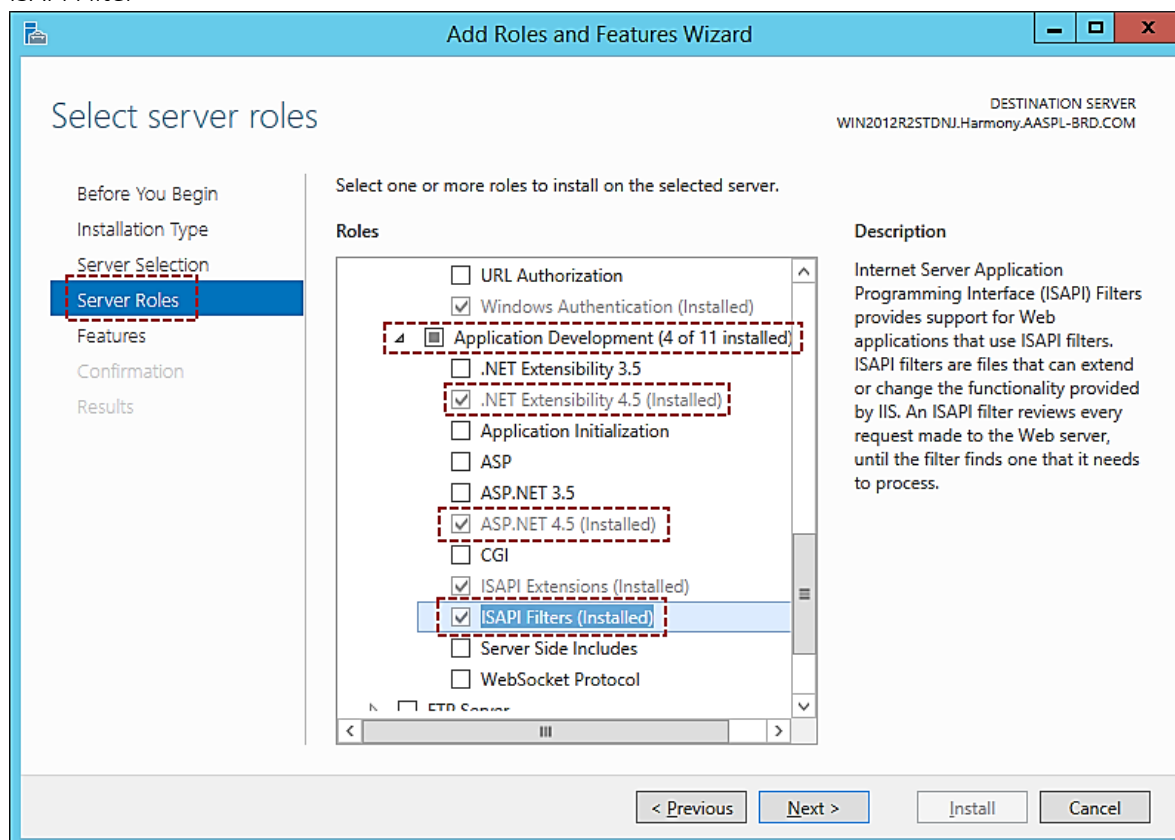 ISAPI Filter
Add Roles and Features Wizard
Select server roles
DESTINATION SERVER
WIN2012R2STDNJ.Harmony.AASPL-BRD.COM
Before You Begin
Installation Type
Server Selection
Server Roles
Features
Confirmation
Results
Select one or more roles to install on the selected server.
Roles
URL Authorization
Windows Authentication (Installed)
Application Development (4 of 11 installed)
.NET Extensibility 3.5
.NET Extensibility 4.5 (Installed)
Application Initialization
ASP
ASP.NET 3.5
ASP.NET 4.5 (Installed)
CGI
ISAPI Extensions (Installed)
ISAPI Filters (Installed)
Server Side Includes
WebSocket Protocol
FTP Server
Description
Internet Server Application
Programming Interface (ISAPI) Filters
provides support for Web
applications that use ISAPI filters.
ISAPI filters are files that can extend
or change the functionality provided
by IIS. An ISAPI filter reviews every
request made to the Web server,
until the filter finds one that it needs
to process.
< Previous
Next >
Install
Cancel